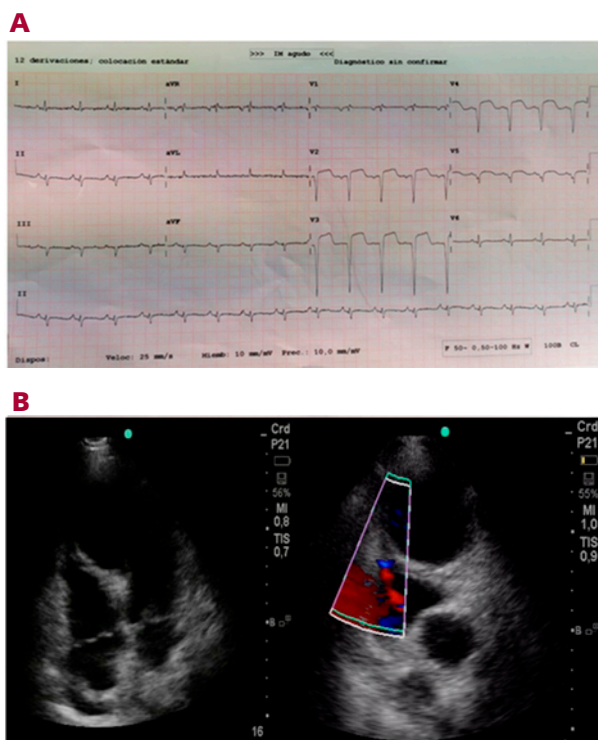 A
>>> IM agudo <<<
12 derivaciones; colocación estándar
Diagnóstico sin confirmar
I aVR V1 V4
II aVL V2 V5
III aVF V3 V6
II
Dispos: Veloc: 25 mm/s Miemb: 10 mm/mV Prec.: 10,0 mm/mV
F 50~ 0,50-100 Hz W 100B CL
B
Crd
P21
56%
MI
0,8
TIS
0,7
B
16
Crd
P21
55%
MI
1,0
TIS
0,9
B